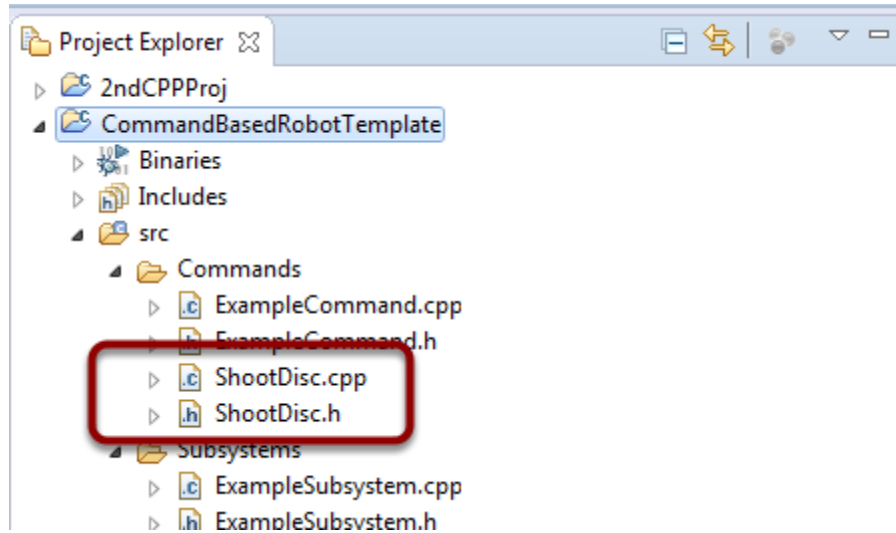 Project Explorer
2ndCPPProj
CommandBasedRobotTemplate
Binaries
Includes
src
Commands
ExampleCommand.cpp
ExampleCommand.h
ShootDisc.cpp
ShootDisc.h
Subsystems
ExampleSubsystem.cpp
ExampleSubsystem.h